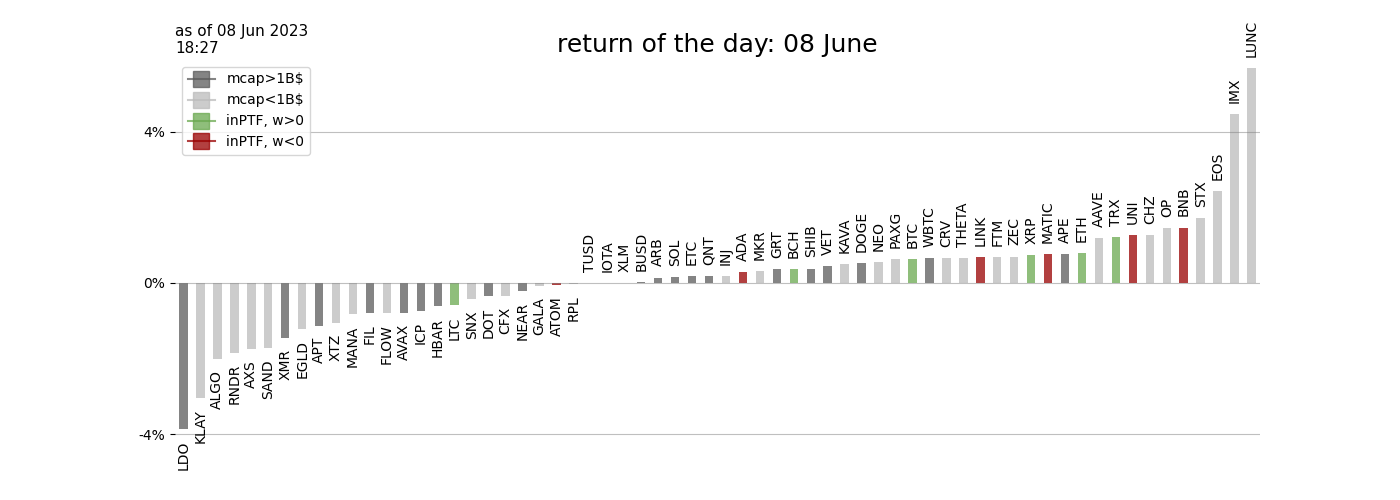 as of 08 Jun 2023
18:27
return of the day: 08 June
mcap>1B$
mcap<1B$
inPTF, w>0
inPTF, w<0
4%
0%
-4%
LDO
KLAY
ALGO
RNDR
AXS
SAND
XMR
EGLD
APT
XTZ
MANA
FIL
FLOW
AVAX
ICP
HBAR
LTC
SNX
DOT
CFX
NEAR
GALA
ATOM
RPL
TUSD
IOTA
XLM
BUSD
ARB
SOL
ETC
QNT
INJ
ADA
MKR
GRT
BCH
SHIB
VET
KAVA
DOGE
NEO
PAXG
BTC
WBTC
CRV
THETA
LINK
FTM
ZEC
XRP
MATIC
APE
ETH
AAVE
TRX
UNI
CHZ
OP
BNB
STX
EOS
IMX
LUNC